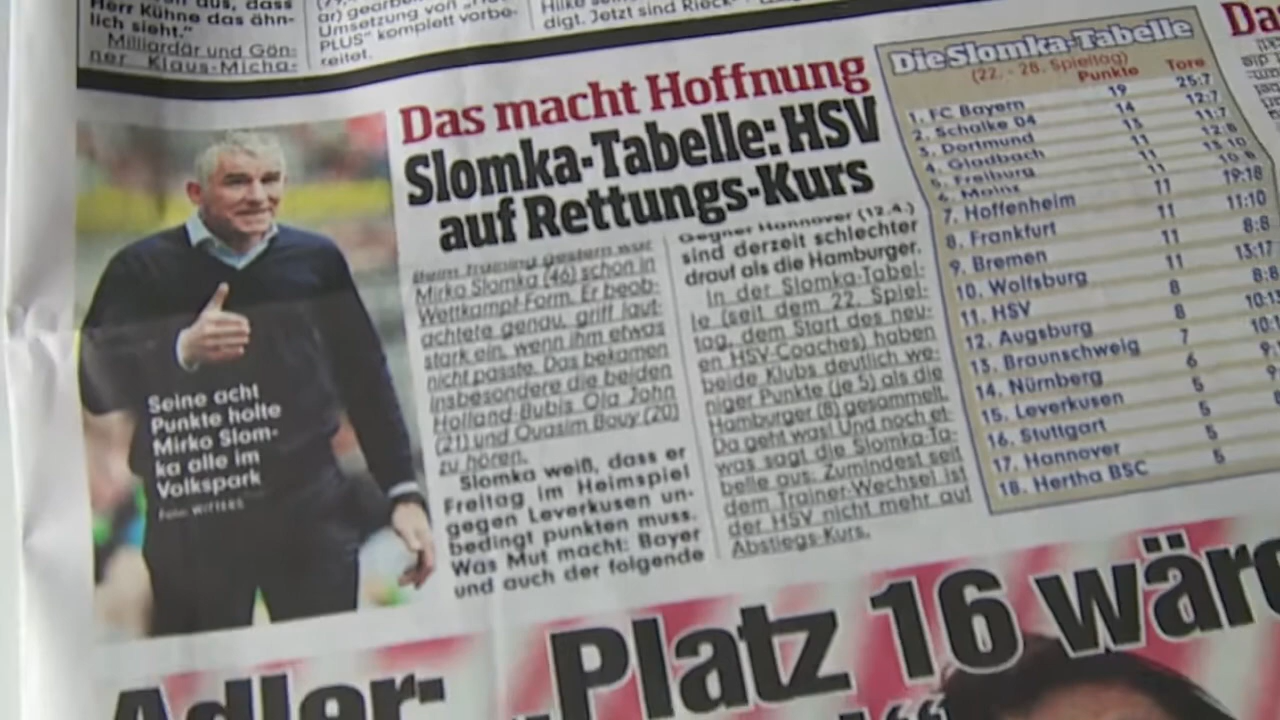 aus, dass
Herr Kühne das ähn-
lich sieht."
Milliardär und Gön-
ner Klaus-Micha-
Umsetzung von
PLUS" komplett vorbe-
reitet.
digt. Jetzt sind Rieck-
Das macht Hoffnung
Slomka-Tabelle: HSV
auf Rettungs-Kurs
Seine acht
Punkte holte
Mirko Slom-
ka alle im
Volkspark
Foto: WITTERS
Beim Training gestern war
Mirko Slomka (46) schon in
Wettkampf-Form. Er beob-
achtete genau, griff laut-
stark ein, wenn ihm etwas
nicht passte. Das bekamen
insbesondere die beiden
Holland-Bubis Ola John
(21) und Ouasim Bouy (20)
zu hören.
Slomka weiß, dass er
Freitag im Heimspiel
gegen Leverkusen un-
bedingt punkten muss.
Was Mut macht: Bayer
und auch der folgende
Gegner Hannover (12.4.)
sind derzeit schlechter
drauf als die Hamburger.
In der Slomka-Tabel-
le (seit dem 22. Spiel-
tag, dem Start des neu-
en HSV-Coaches) haben
beide Klubs deutlich we-
niger Punkte (je 5) als die
Hamburger (8) gesammelt.
Da geht was! Und noch et-
was sagt die Slomka-Ta-
belle aus: Zumindest seit
dem Trainer-Wechsel ist
der HSV nicht mehr auf
Abstiegs-Kurs.
Die Slomka-Tabelle
(22. - 28. Spieltag)
Punkte Tore
1. FC Bayern 19 25:7
2. Schalke 04 14 12:7
3. Dortmund 13 11:7
4. Gladbach 11 12:8
5. Freiburg 11 13:10
6. Mainz 11 10:8
7. Hoffenheim 11 19:18
8. Frankfurt 11 11:10
9. Bremen 11 8:8
10. Wolfsburg 11 13:17
11. HSV 8 8:8
12. Augsburg 8
13. Braunschweig 7
14. Nürnberg 6
15. Leverkusen 5
16. Stuttgart 5
17. Hannover 5
18. Hertha BSC 5
Adler-
Platz 16 wäre